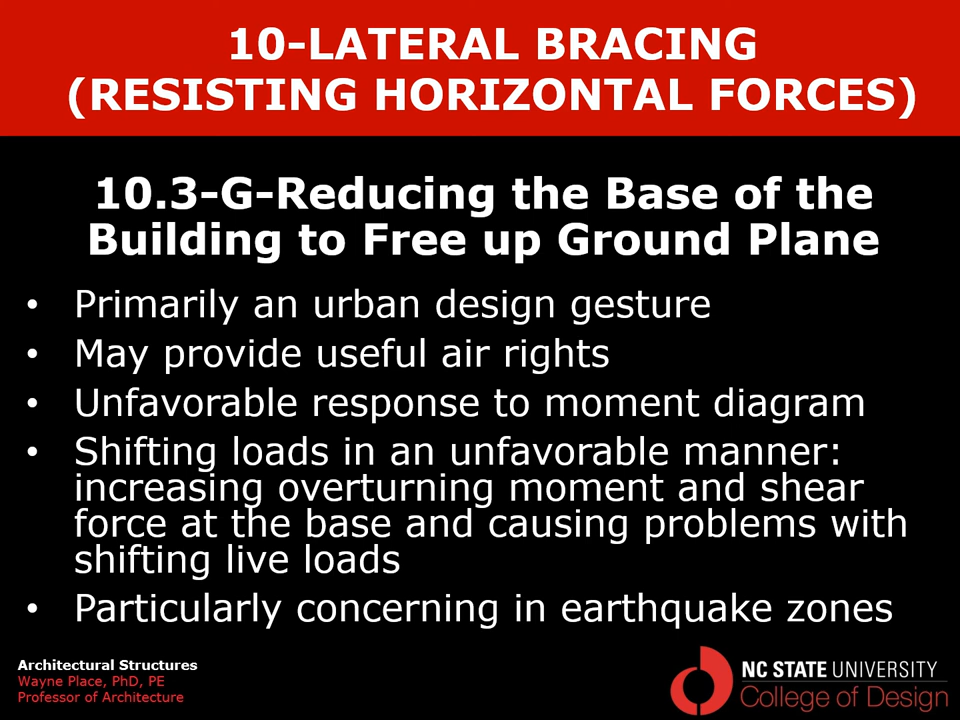 10-LATERAL BRACING
(RESISTING HORIZONTAL FORCES)
10.3-G-Reducing the Base of the
Building to Free up Ground Plane
• Primarily an urban design gesture
• May provide useful air rights
• Unfavorable response to moment diagram
• Shifting loads in an unfavorable manner:
increasing overturning moment and shear
force at the base and causing problems with
shifting live loads
• Particularly concerning in earthquake zones
Architectural Structures
Wayne Place, PhD, PE
Professor of Architecture
NC STATE UNIVERSITY
College of Design